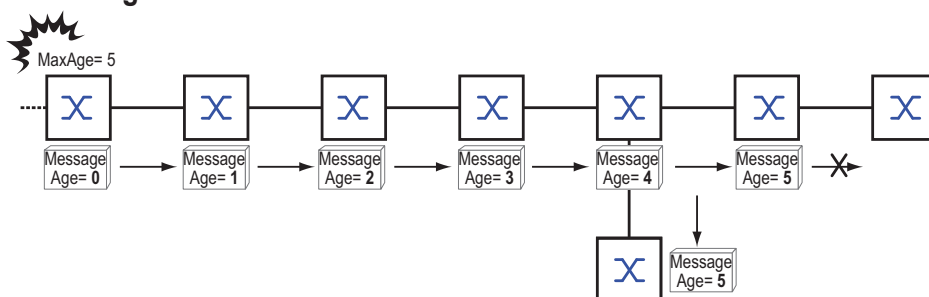 MaxAge= 5
Message
Age= 0
Message
Age= 1
Message
Age= 2
Message
Age= 3
Message
Age= 4
Message
Age= 5
Message
Age= 5